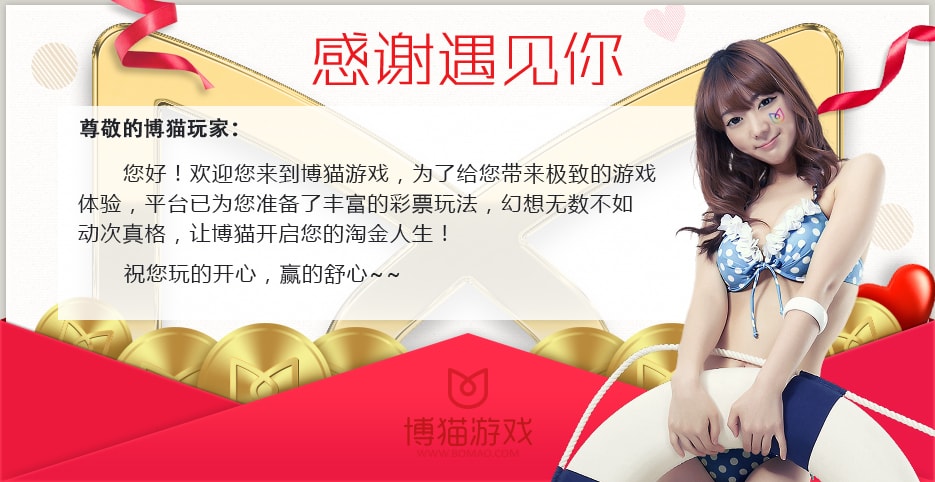 感谢遇见你
尊敬的博猫玩家：
您好！欢迎您来到博猫游戏，为了给您带来极致的游戏
体验，平台已为您准备了丰富的彩票玩法，幻想无数不如
动次真格，让博猫开启您的淘金人生！
祝您玩的开心，赢的舒心~~
博猫游戏
WWW.BOMAO.COM